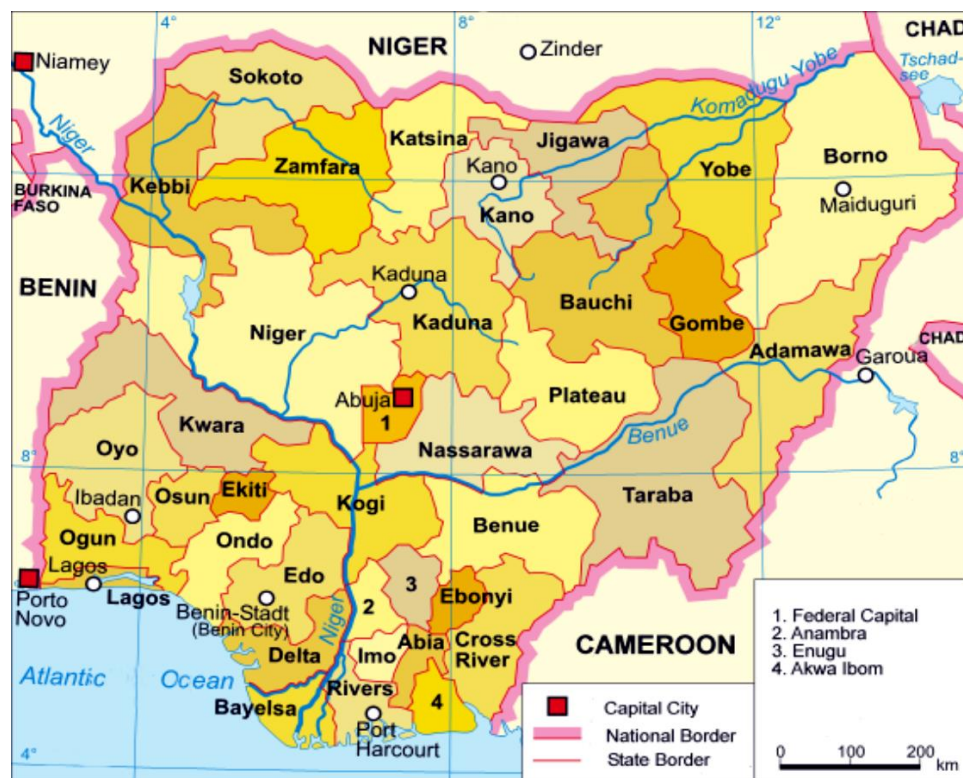 4°
8°
12°
NIGER
CHAD
Zinder
Niamey
Tschad-
see
Sokoto
Komadugu Yobe
Niger
Katsina
Jigawa
Zamfara
Kano
Yobe
Borno
Kebbi
BURKINA
FASO
Maiduguri
Kano
BENIN
Kaduna
Bauchi
Niger
Kaduna
Gombe
CHAD
Adamawa
Garoua
Plateau
Abuja
1
Kwara
Benue
Nassarawa
Oyo
8°
8°
Ekiti
Taraba
Ibadan
Osun
Kogi
Benue
Ogun
Ondo
Lagos
Edo
3
Porto
Novo
Lagos
Benin-Stadt
(Benin City)
2
Ebonyi
Niger
Abia
Cross
River
CAMEROON
Delta
Imo
Atlantic Ocean
Rivers
4
Bayelsa
Port
Harcourt
4°
4°
8°
1. Federal Capital
2. Anambra
3. Enugu
4. Akwa Ibom
Capital City
National Border
State Border
0 100 200
km